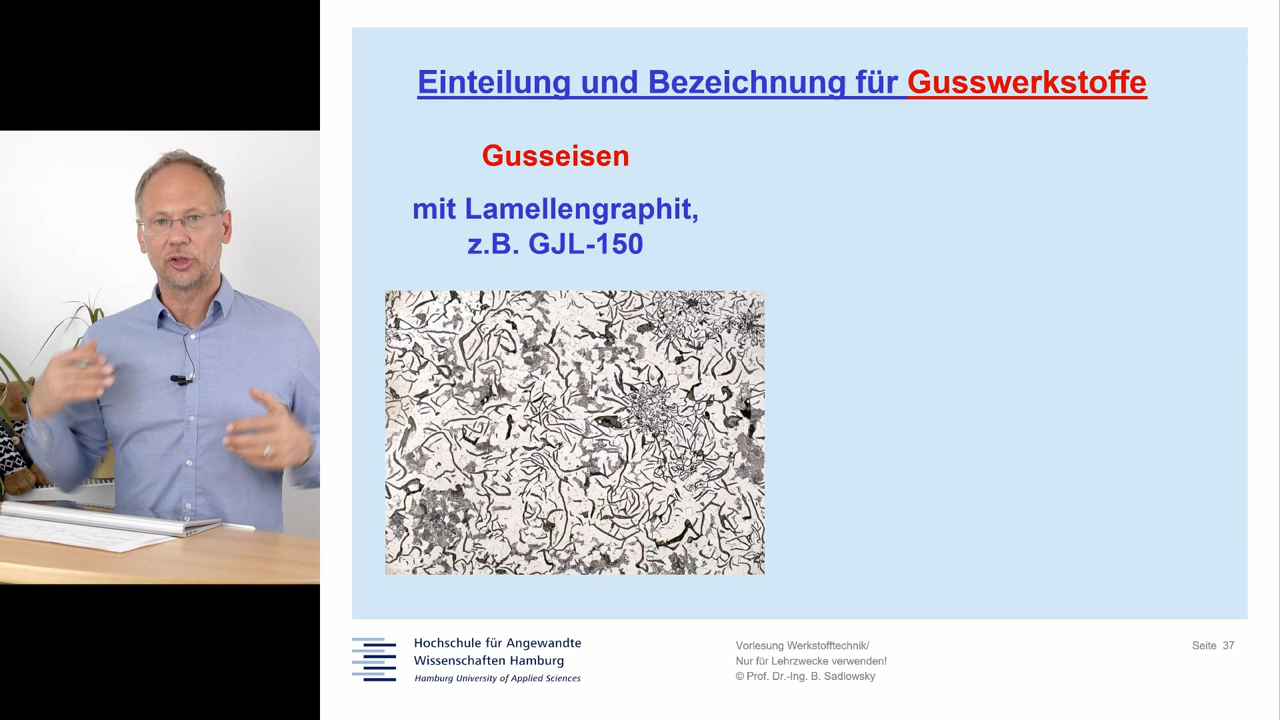 Einteilung und Bezeichnung für Gusswerkstoffe
Gusseisen
mit Lamellengraphit,
z.B. GJL-150
Hochschule für Angewandte
Wissenschaften Hamburg
Hamburg University of Applied Sciences
Vorlesung Werkstofftechnik/
Nur für Lehrzwecke verwenden!
© Prof. Dr.-Ing. B. Sadlowsky
Seite 37